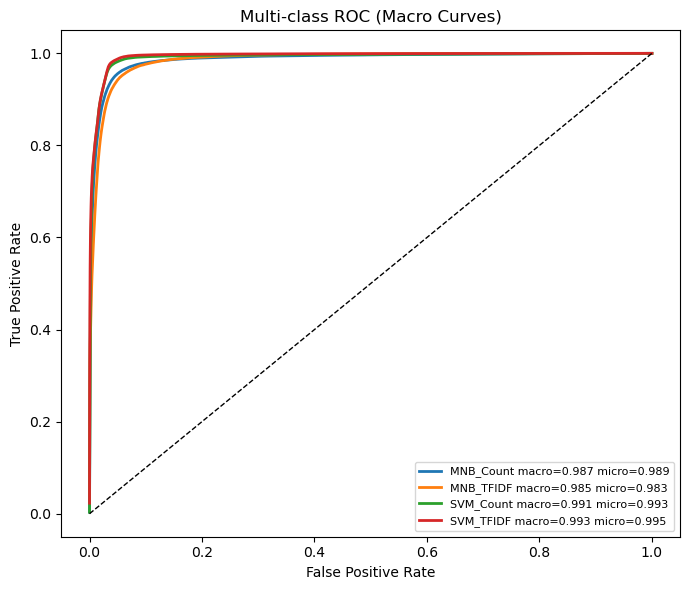 Multi-class ROC (Macro Curves)
True Positive Rate
1.0
0.8
0.6
0.4
0.2
0.0
MNB_Count macro=0.987 micro=0.989
MNB_TFIDF macro=0.985 micro=0.983
SVM_Count macro=0.991 micro=0.993
SVM_TFIDF macro=0.993 micro=0.995
0.0 0.2 0.4 0.6 0.8 1.0
False Positive Rate